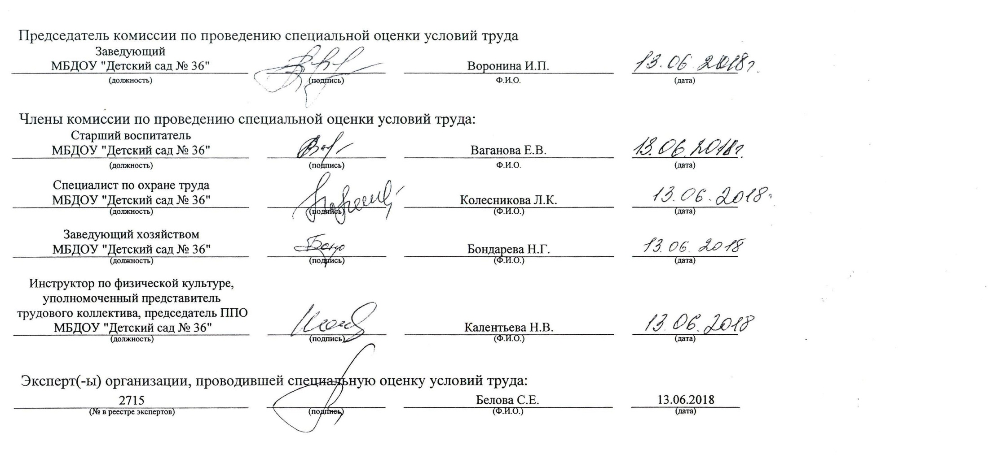 Председатель комиссии по проведению специальной оценки условий труда
Заведующий
МБДОУ "Детский сад № 36" Воронина И.П. 13.06.2018г.
(должность) (подпись) Ф.И.О. (дата)
Члены комиссии по проведению специальной оценки условий труда:
Старший воспитатель
МБДОУ "Детский сад № 36" Ваганова Е.В. 13.06.2018г.
(должность) (подпись) Ф.И.О. (дата)
Специалист по охране труда
МБДОУ "Детский сад № 36" Колесникова Л.К. 13.06.2018г
(должность) (подпись) (Ф.И.О.) (дата)
Заведующий хозяйством
МБДОУ "Детский сад № 36" Бондарева Н.Г. 13.06.2018
(должность) (подпись) (Ф.И.О.) (дата)
Инструктор по физической культуре,
уполномоченный представитель
трудового коллектива, председатель ППО
МБДОУ "Детский сад № 36" Калентьева Н.В. 13.06.2018
(должность) (подпись) (Ф.И.О.) (дата)
Эксперт(-ы) организации, проводившей специальную оценку условий труда:
2715 Белова С.Е. 13.06.2018
(№ в реестре экспертов) (подпись) (Ф.И.О.) (дата)